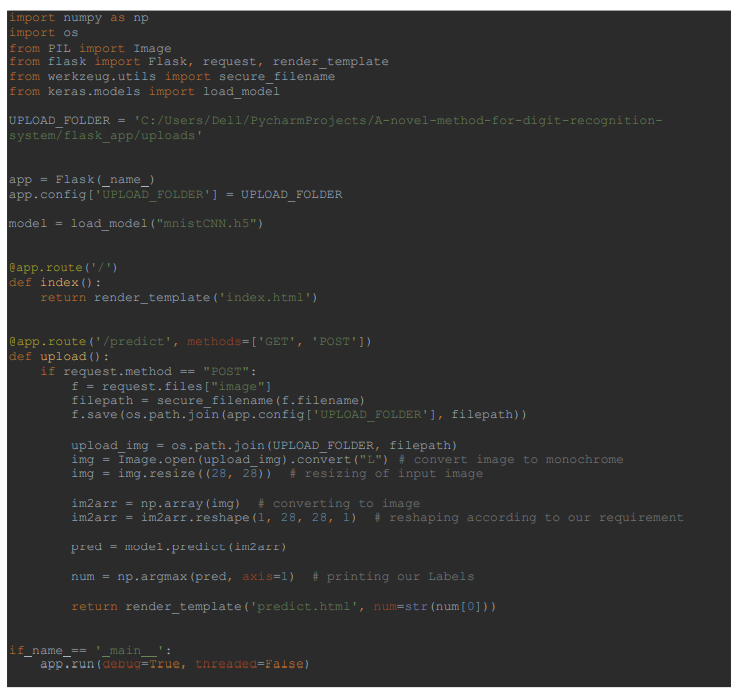 import numpy as np
import os
from PIL import Image
from flask import Flask, request, render_template
from werkzeug.utils import secure_filename
from keras.models import load_model

UPLOAD_FOLDER = 'C:/Users/Dell/PycharmProjects/A-novel-method-for-digit-recognition-
system/flask_app/uploads'


app = Flask(_name_)
app.config['UPLOAD_FOLDER'] = UPLOAD_FOLDER

model = load_model("mnistCNN.h5")


@app.route('/')
def index():
    return render_template('index.html')


@app.route('/predict', methods=['GET', 'POST'])
def upload():
    if request.method == "POST":
        f = request.files["image"]
        filepath = secure_filename(f.filename)
        f.save(os.path.join(app.config['UPLOAD_FOLDER'], filepath))

        upload_img = os.path.join(UPLOAD_FOLDER, filepath)
        img = Image.open(upload_img).convert("L") # convert image to monochrome
        img = img.resize((28, 28))  # resizing of input image

        im2arr = np.array(img)  # converting to image
        im2arr = im2arr.reshape(1, 28, 28, 1)  # reshaping according to our requirement

        pred = model.predict(im2arr)

        num = np.argmax(pred, axis=1)  # printing our Labels

        return render_template('predict.html', num=str(num[0]))


if_name_== '_main__':
    app.run(debug=True, threaded=False)